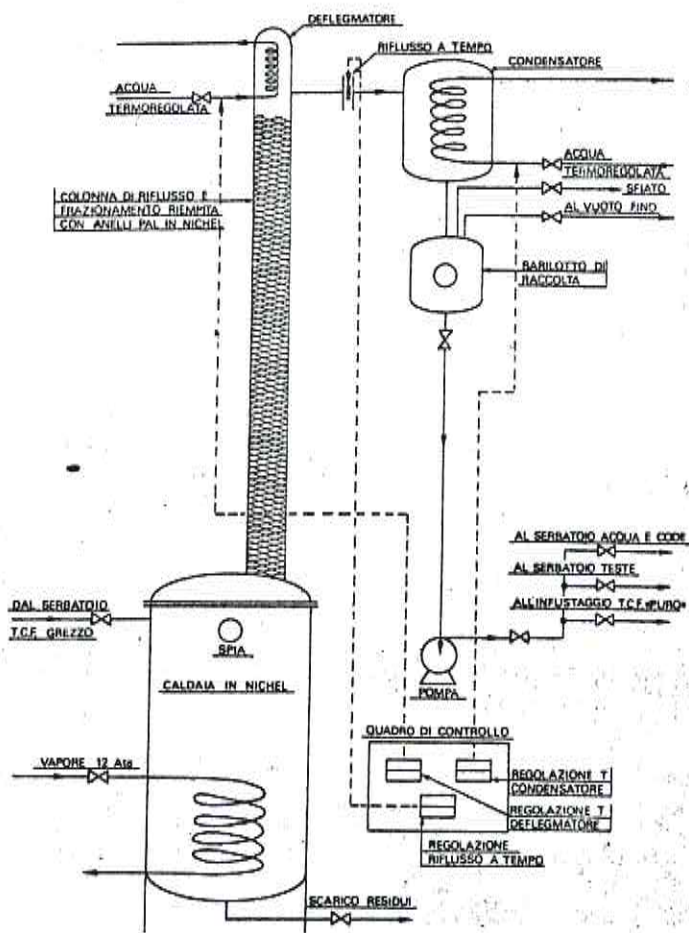 DEFLEGMATORE
RIFLUSSO A TEMPO
CONDENSATORE
ACQUA
TERMOREGOLATA
ACQUA
TERMOREGOLATA
SFIATO
AL VUOTO FINO
COLONNA DI RIFLUSSO E
FRAZIONAMENTO RIEMPITA
CON ANELLI PAL IN NICHEL
BARILOTTO DI
RACCOLTA
AL SERBATOIO ACQUA E CODE
AL SERBATOIO TESTE
ALL'INFUSTAGGIO T.C.F. «PURO»
DAL SERBATOIO
T.C.F. GREZZO
SPIA
POMPA
CALDAIA IN NICHEL
QUADRO DI CONTROLLO
VAPORE 12 Ata
REGOLAZIONE T
CONDENSATORE
REGOLAZIONE T
DEFLEGMATORE
REGOLAZIONE
RIFLUSSO A TEMPO
SCARICO RESIDUI